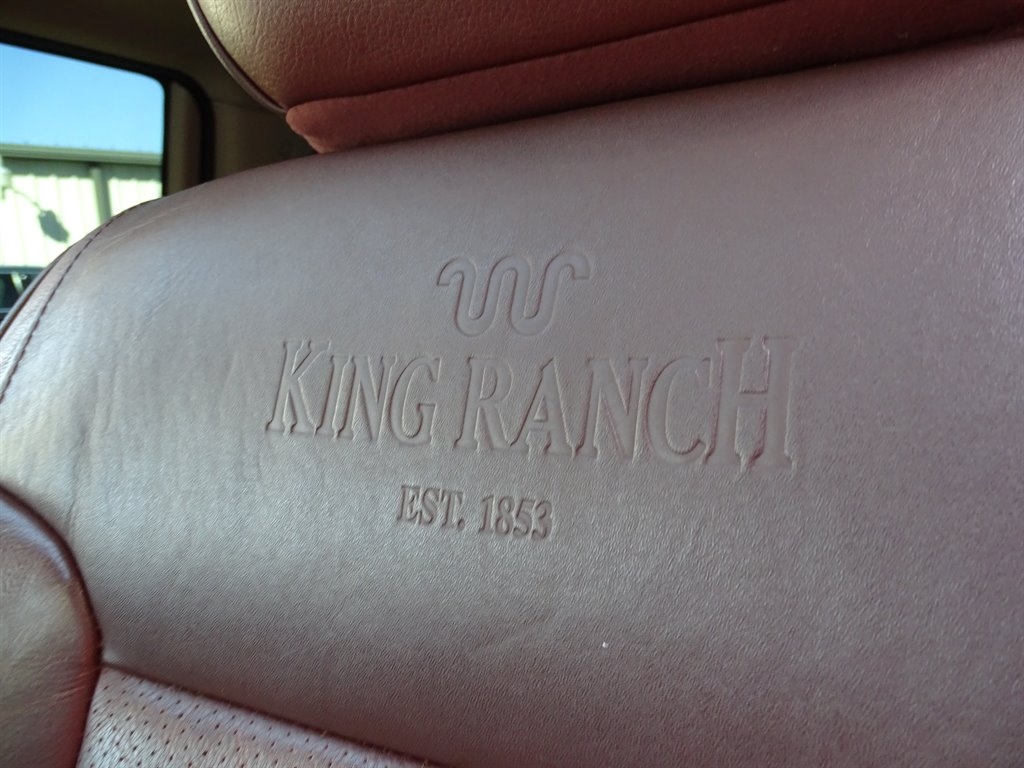 KING RANCH
EST. 1853